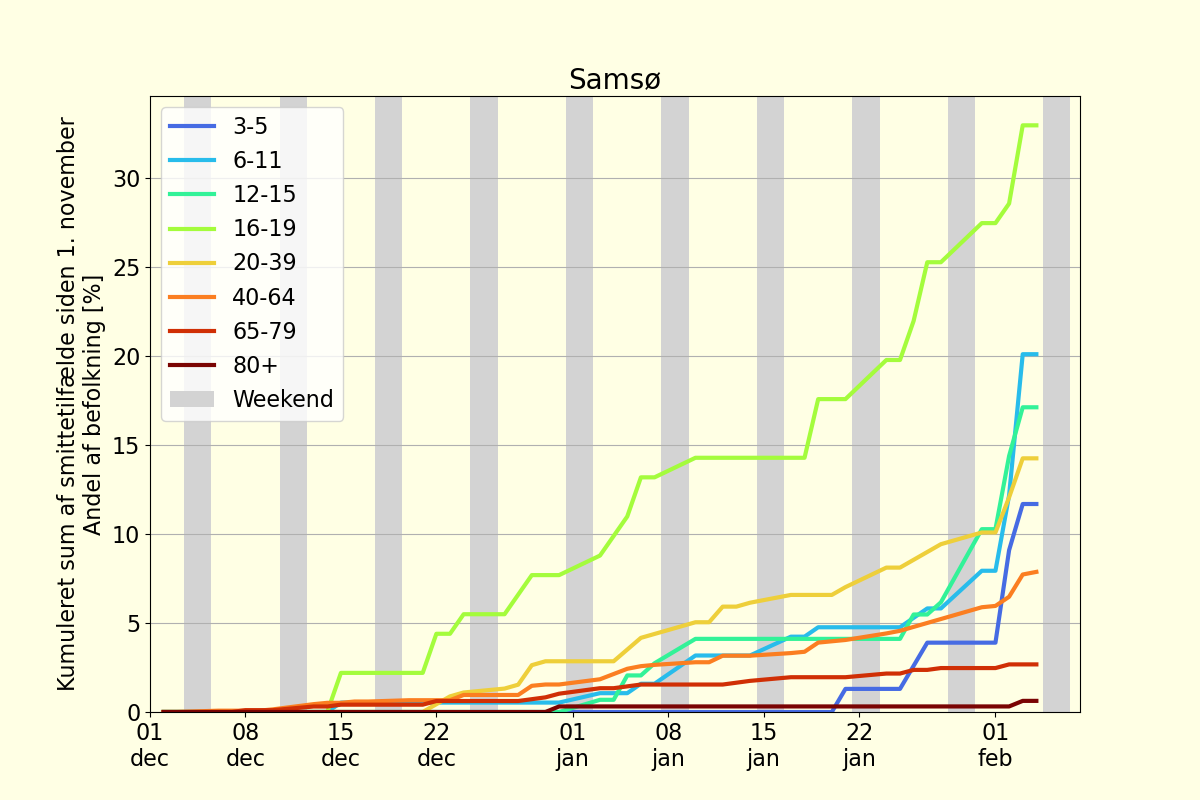 Samsø
Kumuleret sum af smittetilfælde siden 1. november
Andel af befolkning [%]
30
25
20
15
10
5
0
3-5
6-11
12-15
16-19
20-39
40-64
65-79
80+
Weekend
01 08 15 22 01 08 15 22 01
dec dec dec dec jan jan jan jan feb